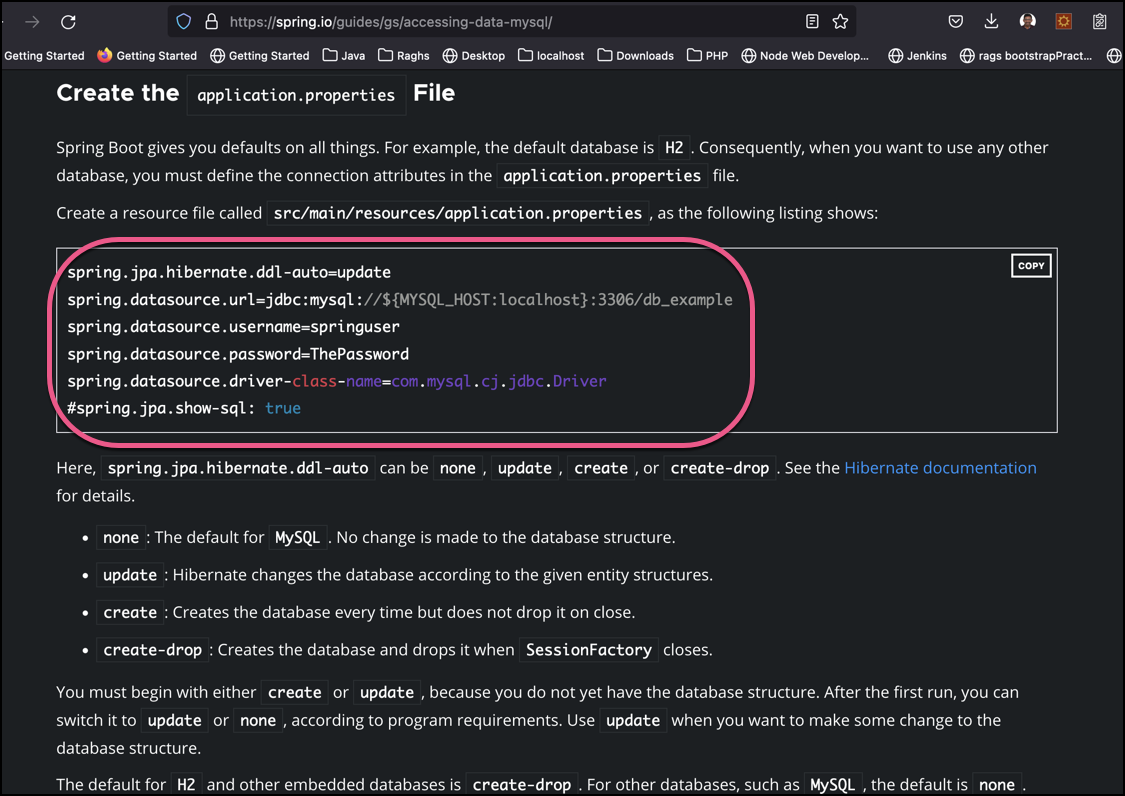 https://spring.io/guides/gs/accessing-data-mysql/
Getting Started Getting Started Getting Started Java Raghs Desktop localhost Downloads PHP Node Web Develop... Jenkins rags bootstrapPract...
Create the application.properties File
Spring Boot gives you defaults on all things. For example, the default database is H2 . Consequently, when you want to use any other
database, you must define the connection attributes in the application.properties file.
Create a resource file called src/main/resources/application.properties , as the following listing shows:
COPY
spring.jpa.hibernate.ddl-auto=update
spring.datasource.url=jdbc:mysql://${MYSQL_HOST:localhost}:3306/db_example
spring.datasource.username=springuser
spring.datasource.password=ThePassword
spring.datasource.driver-class-name=com.mysql.cj.jdbc.Driver
#spring.jpa.show-sql: true
Here, spring.jpa.hibernate.ddl-auto can be none , update , create , or create-drop . See the Hibernate documentation
for details.
• none : The default for MySQL . No change is made to the database structure.
• update : Hibernate changes the database according to the given entity structures.
• create : Creates the database every time but does not drop it on close.
• create-drop : Creates the database and drops it when SessionFactory closes.
You must begin with either create or update , because you do not yet have the database structure. After the first run, you can
switch it to update or none , according to program requirements. Use update when you want to make some change to the
database structure.
The default for H2 and other embedded databases is create-drop . For other databases, such as MySQL , the default is none .